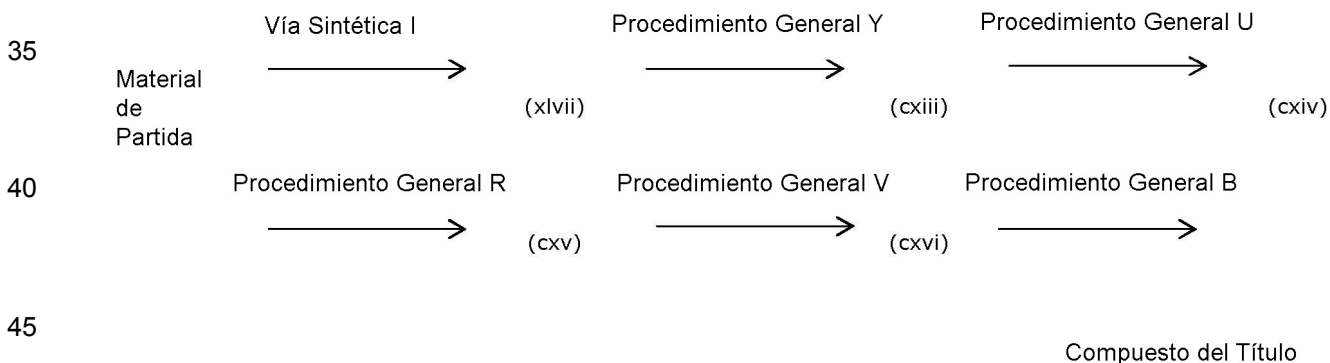 Vía Sintética I Procedimiento General Y Procedimiento General U
35
Material
de
Partida
(xlvii) (cxiii) (cxiv)
40 Procedimiento General R Procedimiento General V Procedimiento General B
(cxv) (cxvi)
45
Compuesto del Título